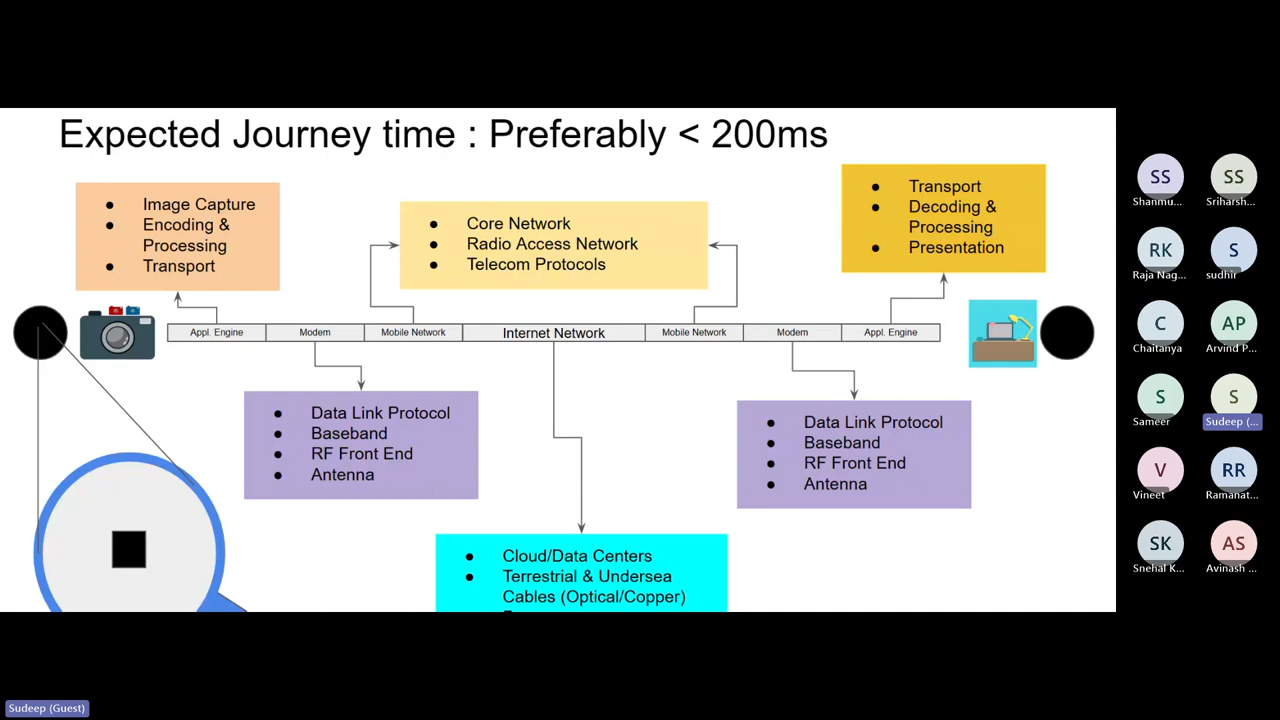 Expected Journey time : Preferably < 200ms
● Image Capture
● Encoding &
Processing
● Transport
● Core Network
● Radio Access Network
● Telecom Protocols
● Transport
● Decoding &
Processing
● Presentation
Appl. Engine
Modem
Mobile Network
Internet Network
Mobile Network
Modem
Appl. Engine
● Data Link Protocol
● Baseband
● RF Front End
● Antenna
● Data Link Protocol
● Baseband
● RF Front End
● Antenna
● Cloud/Data Centers
● Terrestrial & Undersea
Cables (Optical/Copper)
SS
Shanmu...
SS
Sriharsh...
RK
Raja Nag...
S
sudhir
C
Chaitanya
AP
Arvind P...
S
Sameer
S
Sudeep (...
V
Vineet
RR
Ramanat...
SK
Snehal K...
AS
Avinash ...
Sudeep (Guest)